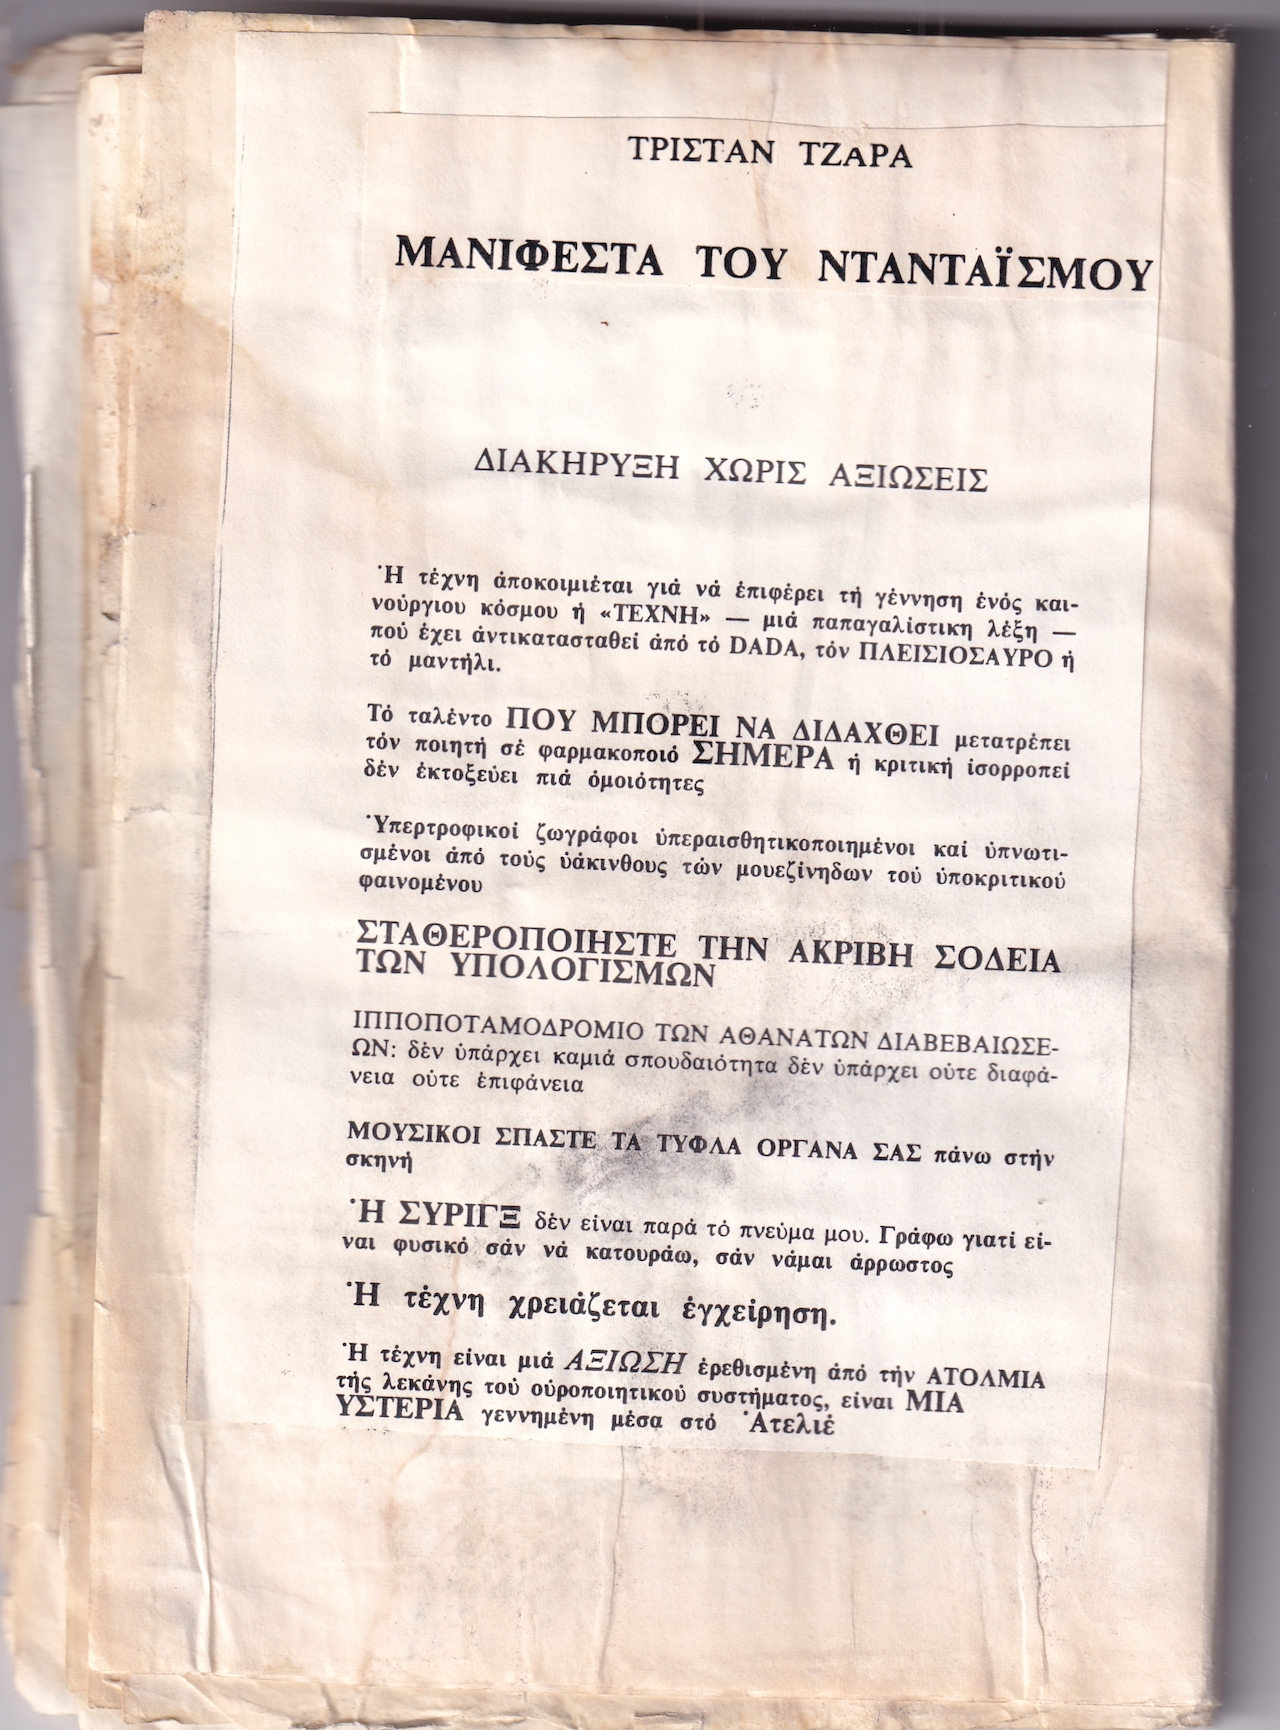 ΤΡΙΣΤΑΝ ΤΖΑΡΑ
ΜΑΝΙΦΕΣΤΑ ΤΟΥ ΝΤΑΝΤΑΪΣΜΟΥ
ΔΙΑΚΗΡΥΞΗ ΧΩΡΙΣ ΑΞΙΩΣΕΙΣ
Ἡ τέχνη ἀποκοιμιέται γιά νά ἐπιφέρει τή γέννηση ἑνός και-
νούργιου κόσμου ἡ «ΤΕΧΝΗ» — μιά παπαγαλίστικη λέξη —
πού ἔχει ἀντικατασταθεῖ ἀπό τό DADA, τόν ΠΛΕΙΣΙΟΣΑΥΡΟ ἤ
τό μαντήλι.
Τό ταλέντο ΠΟΥ ΜΠΟΡΕΙ ΝΑ ΔΙΔΑΧΘΕΙ μετατρέπει
τόν ποιητή σέ φαρμακοποιό ΣΗΜΕΡΑ ἡ κριτική ἰσορροπεῖ
δέν ἐκτοξεύει πιά ὁμοιότητες
Ὑπερτροφικοί ζωγράφοι ὑπεραισθητικοποιημένοι καί ὑπνωτι-
σμένοι ἀπό τούς ὑάκινθους τῶν μουεζίνηδων τοῦ ὑποκριτικοῦ
φαινομένου
ΣΤΑΘΕΡΟΠΟΙΗΣΤΕ ΤΗΝ ΑΚΡΙΒΗ ΣΟΔΕΙΑ
ΤΩΝ ΥΠΟΛΟΓΙΣΜΩΝ
ΙΠΠΟΠΟΤΑΜΟΔΡΟΜΙΟ ΤΩΝ ΑΘΑΝΑΤΩΝ ΔΙΑΒΕΒΑΙΩΣΕ-
ΩΝ: δέν ὑπάρχει καμιά σπουδαιότητα δέν ὑπάρχει οὔτε διαφά-
νεια οὔτε ἐπιφάνεια
ΜΟΥΣΙΚΟΙ ΣΠΑΣΤΕ ΤΑ ΤΥΦΛΑ ΟΡΓΑΝΑ ΣΑΣ πάνω στήν
σκηνή
Ἡ ΣΥΡΙΓΞ δέν εἶναι παρά τό πνεῦμα μου. Γράφω γιατί εἶ-
ναι φυσικό σάν νά κατουράω, σάν νἄμαι ἄρρωστος
Ἡ τέχνη χρειάζεται ἐγχείρηση.
Ἡ τέχνη εἶναι μιά ΑΞΙΩΣΗ ἐρεθισμένη ἀπό τήν ΑΤΟΛΜΙΑ
τῆς λεκάνης τοῦ οὐροποιητικοῦ συστήματος, εἶναι ΜΙΑ
ΥΣΤΕΡΙΑ γεννημένη μέσα στό Ἀτελιέ